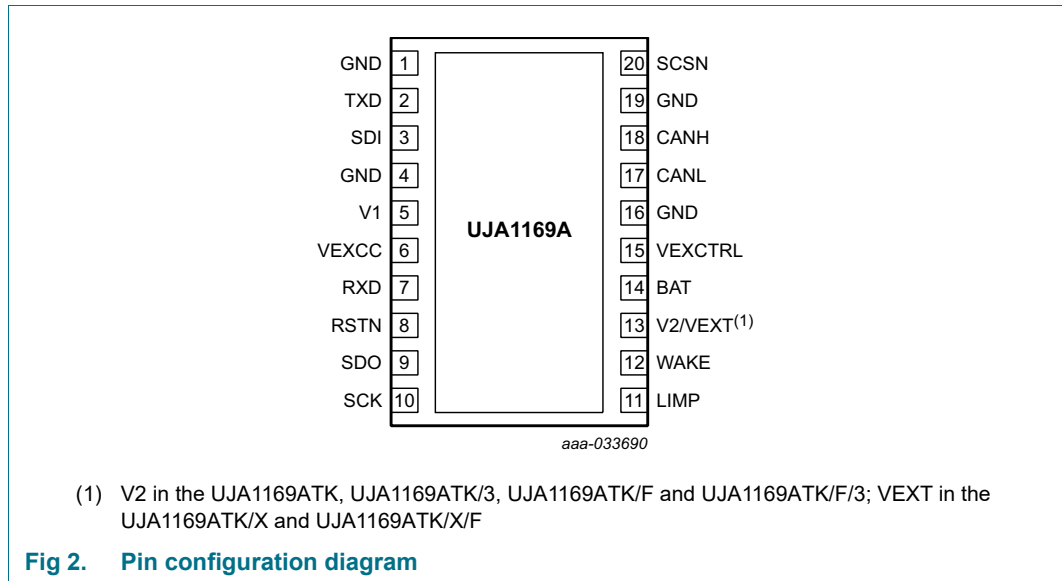 GND 1 20 SCSN
TXD 2 19 GND
SDI 3 18 CANH
GND 4 17 CANL
V1 5 16 GND
UJA1169A
VEXCC 6 15 VEXCTRL
RXD 7 14 BAT
RSTN 8 13 V2/VEXT(1)
SDO 9 12 WAKE
SCK 10 11 LIMP
aaa-033690
(1) V2 in the UJA1169ATK, UJA1169ATK/3, UJA1169ATK/F and UJA1169ATK/F/3; VEXT in the
UJA1169ATK/X and UJA1169ATK/X/F
Fig 2. Pin configuration diagram